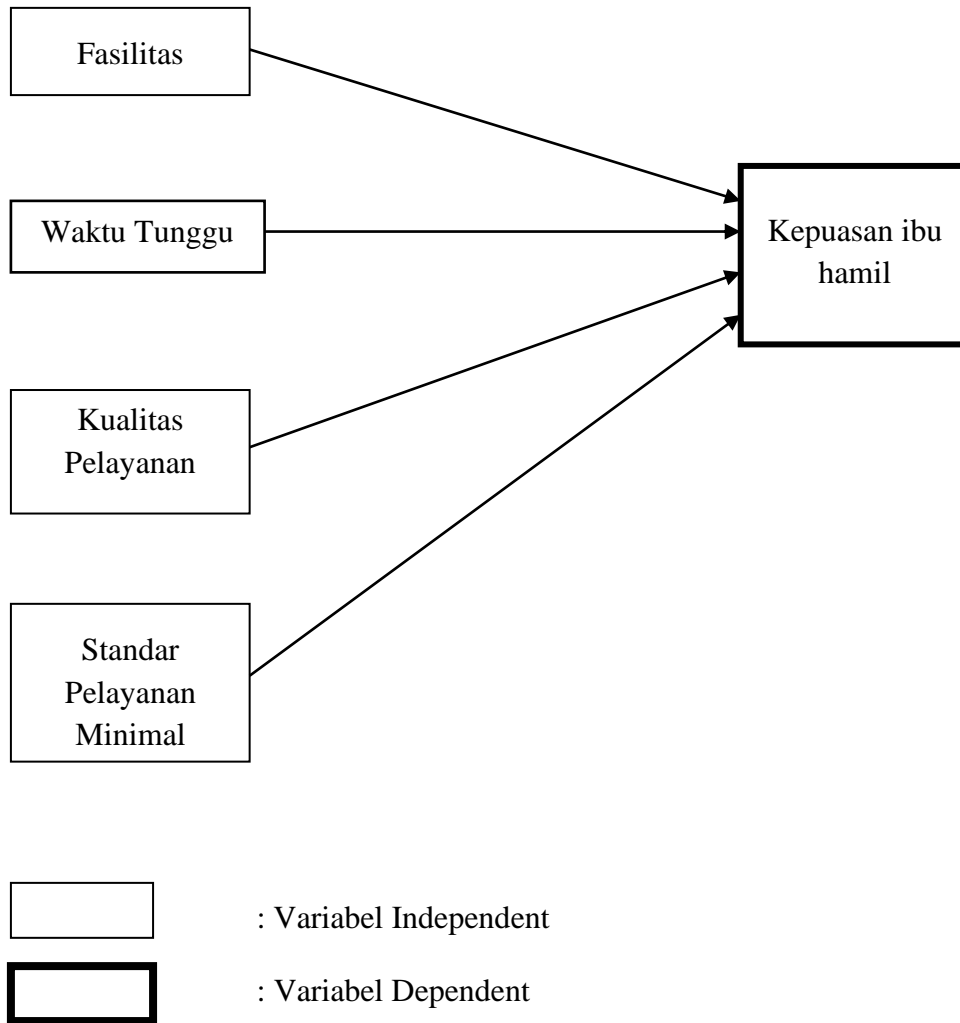 Fasilitas
Waktu Tunggu
Kepuasan ibu
hamil
Kualitas
Pelayanan
Standar
Pelayanan
Minimal
: Variabel Independent
: Variabel Dependent